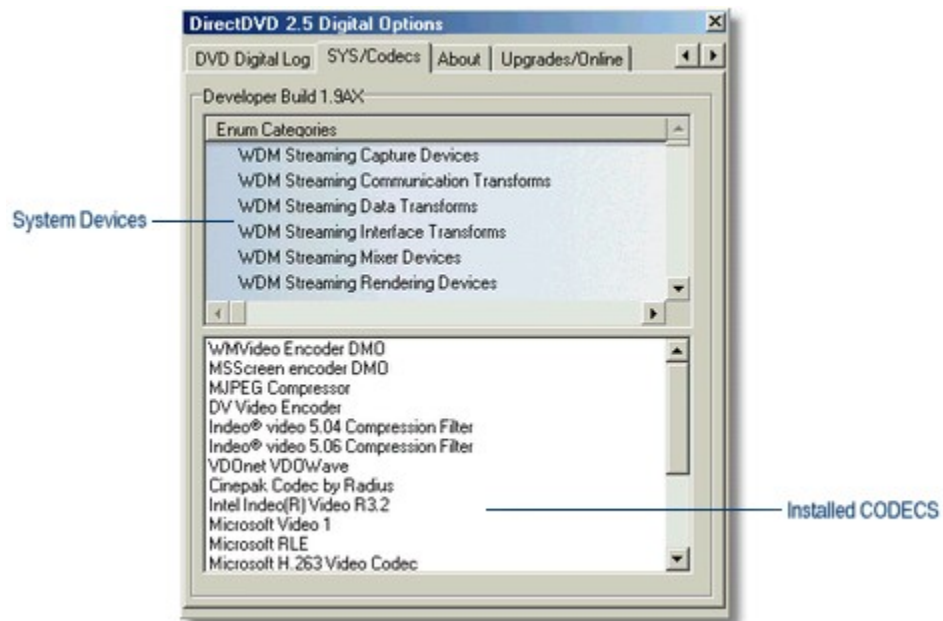 DirectDVD 2.5 Digital Options
DVD Digital Log SYS/Codecs About Upgrades/Online
Developer Build 1.9AX
Enum Categories
WDM Streaming Capture Devices
WDM Streaming Communication Transforms
WDM Streaming Data Transforms
System Devices
WDM Streaming Interface Transforms
WDM Streaming Mixer Devices
WDM Streaming Rendering Devices
WMVideo Encoder DMO
MSScreen encoder DMO
MJPEG Compressor
DV Video Encoder
Indeo® video 5.04 Compression Filter
Indeo® video 5.06 Compression Filter
VDOnet VDOWave
Cinepak Codec by Radius
Intel Indeo(R) Video R3.2
Installed CODECS
Microsoft Video 1
Microsoft RLE
Microsoft H.263 Video Codec